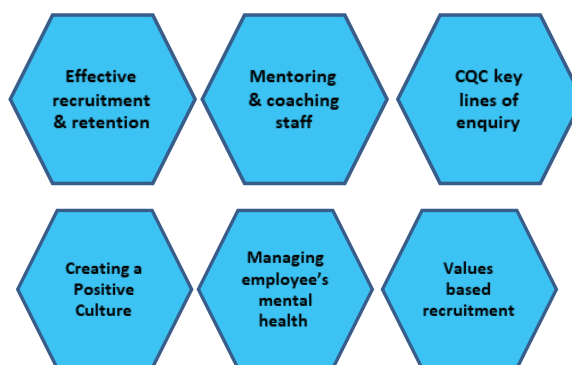 Effective
recruitment
& retention
Mentoring
& coaching
staff
CQC key
lines of
enquiry
Creating a
Positive
Culture
Managing
employee's
mental
health
Values
based
recruitment